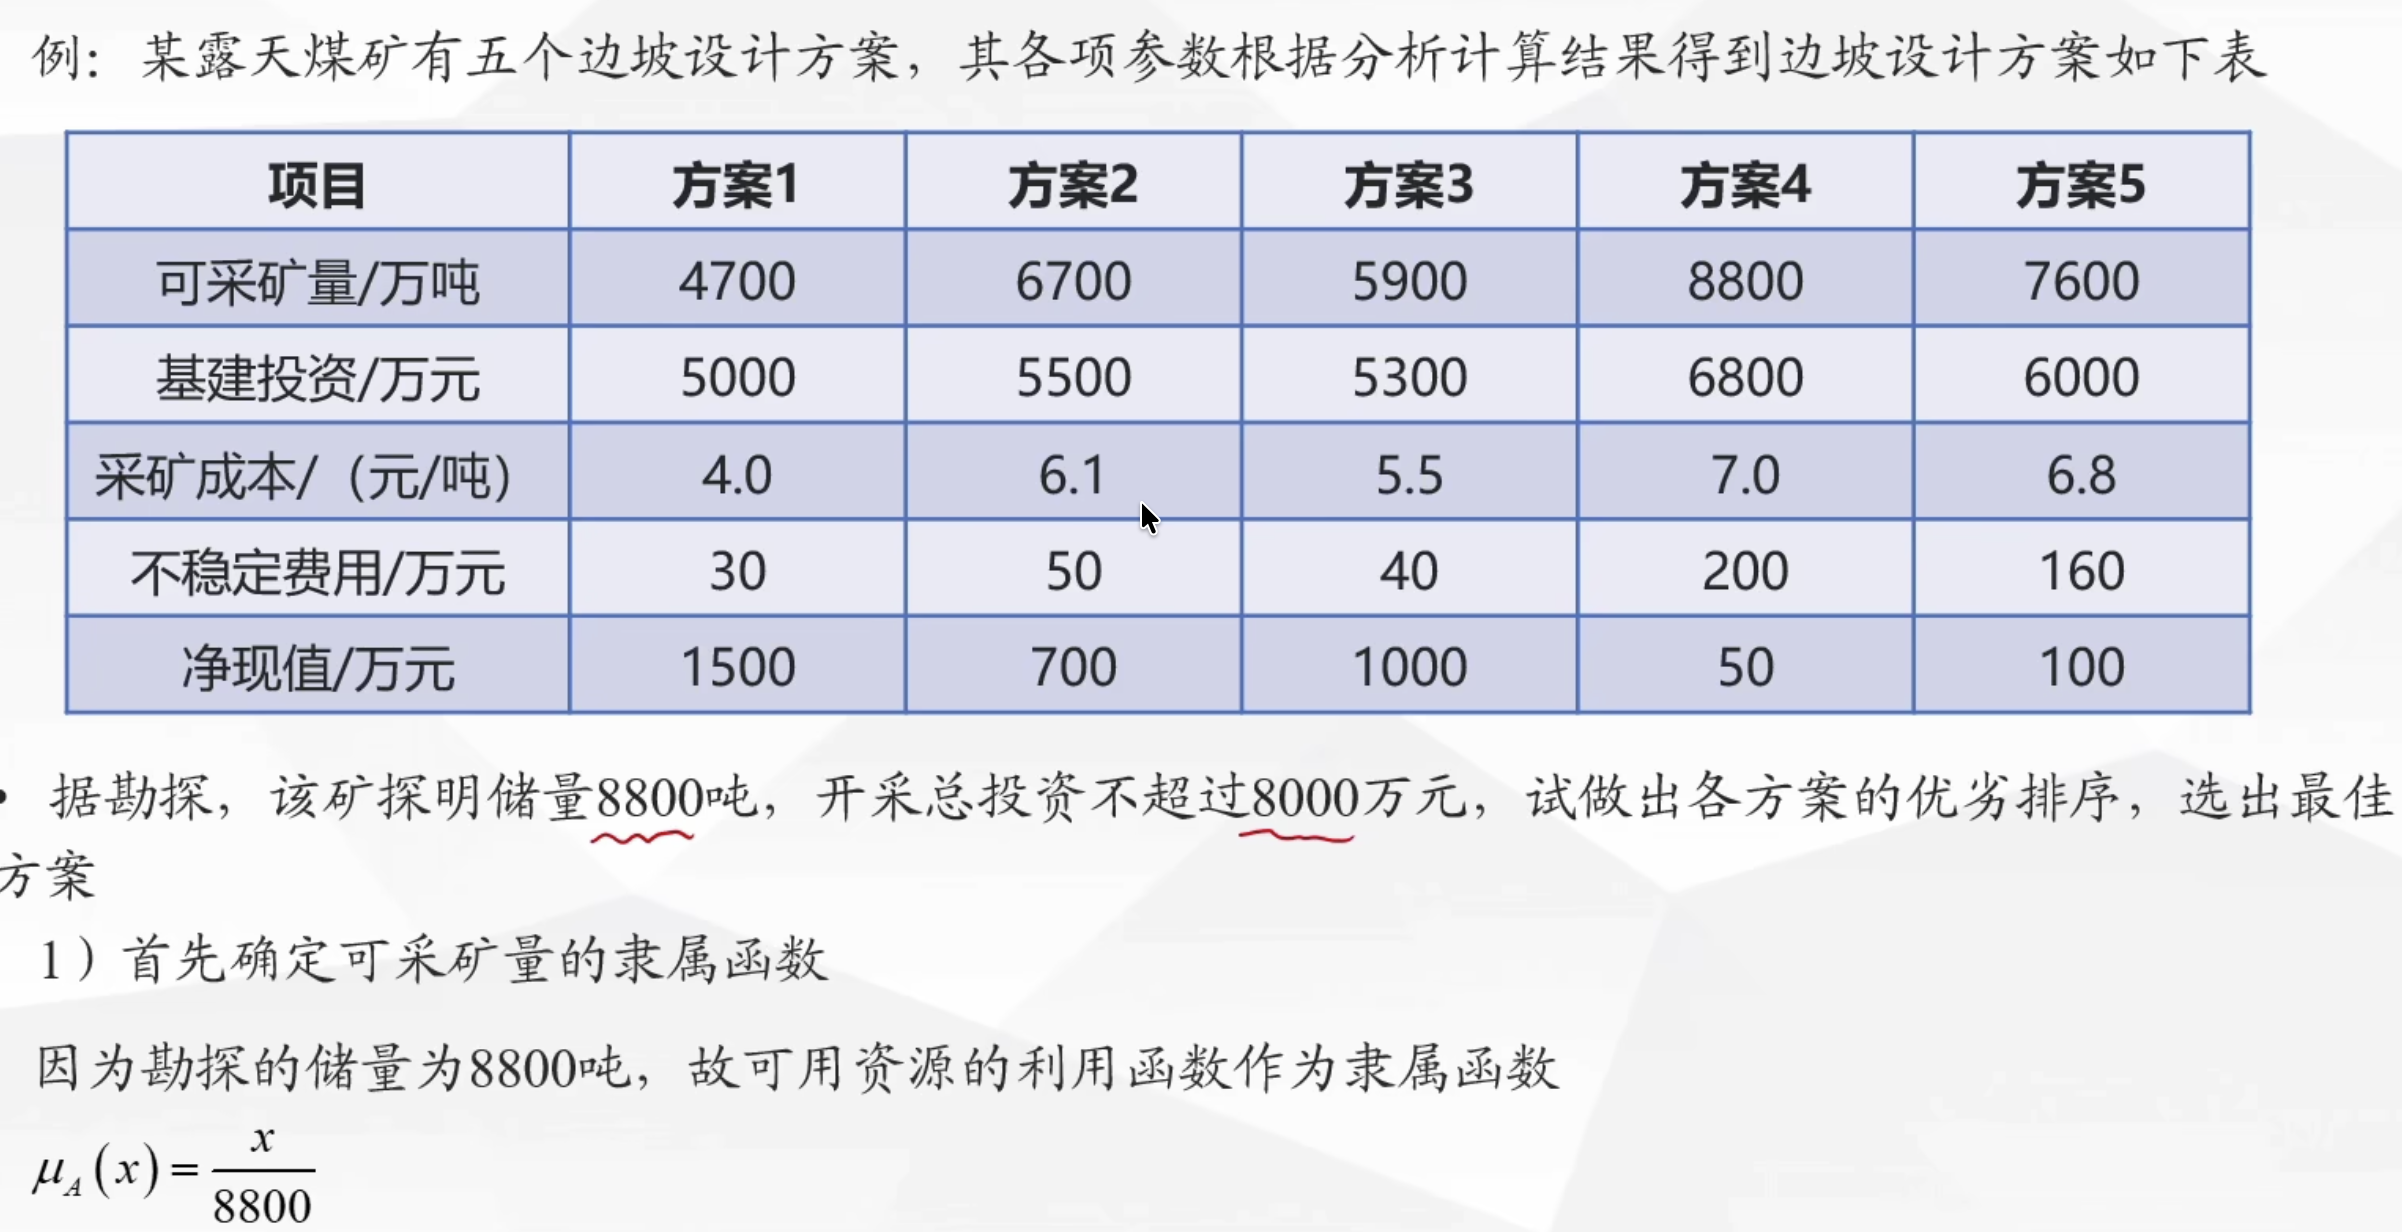 例：某露天煤矿有五个边坡设计方案，其各项参数根据分析计算结果得到边坡设计方案如下表
项目 方案1 方案2 方案3 方案4 方案5
可采矿量/万吨 4700 6700 5900 8800 7600
基建投资/万元 5000 5500 5300 6800 6000
采矿成本/（元/吨） 4.0 6.1 5.5 7.0 6.8
不稳定费用/万元 30 50 40 200 160
净现值/万元 1500 700 1000 50 100
• 据勘探，该矿探明储量8800吨，开采总投资不超过8000万元，试做出各方案的优劣排序，选出最佳
方案
1）首先确定可采矿量的隶属函数
因为勘探的储量为8800吨，故可用资源的利用函数作为隶属函数
μ_A(x)=x/8800